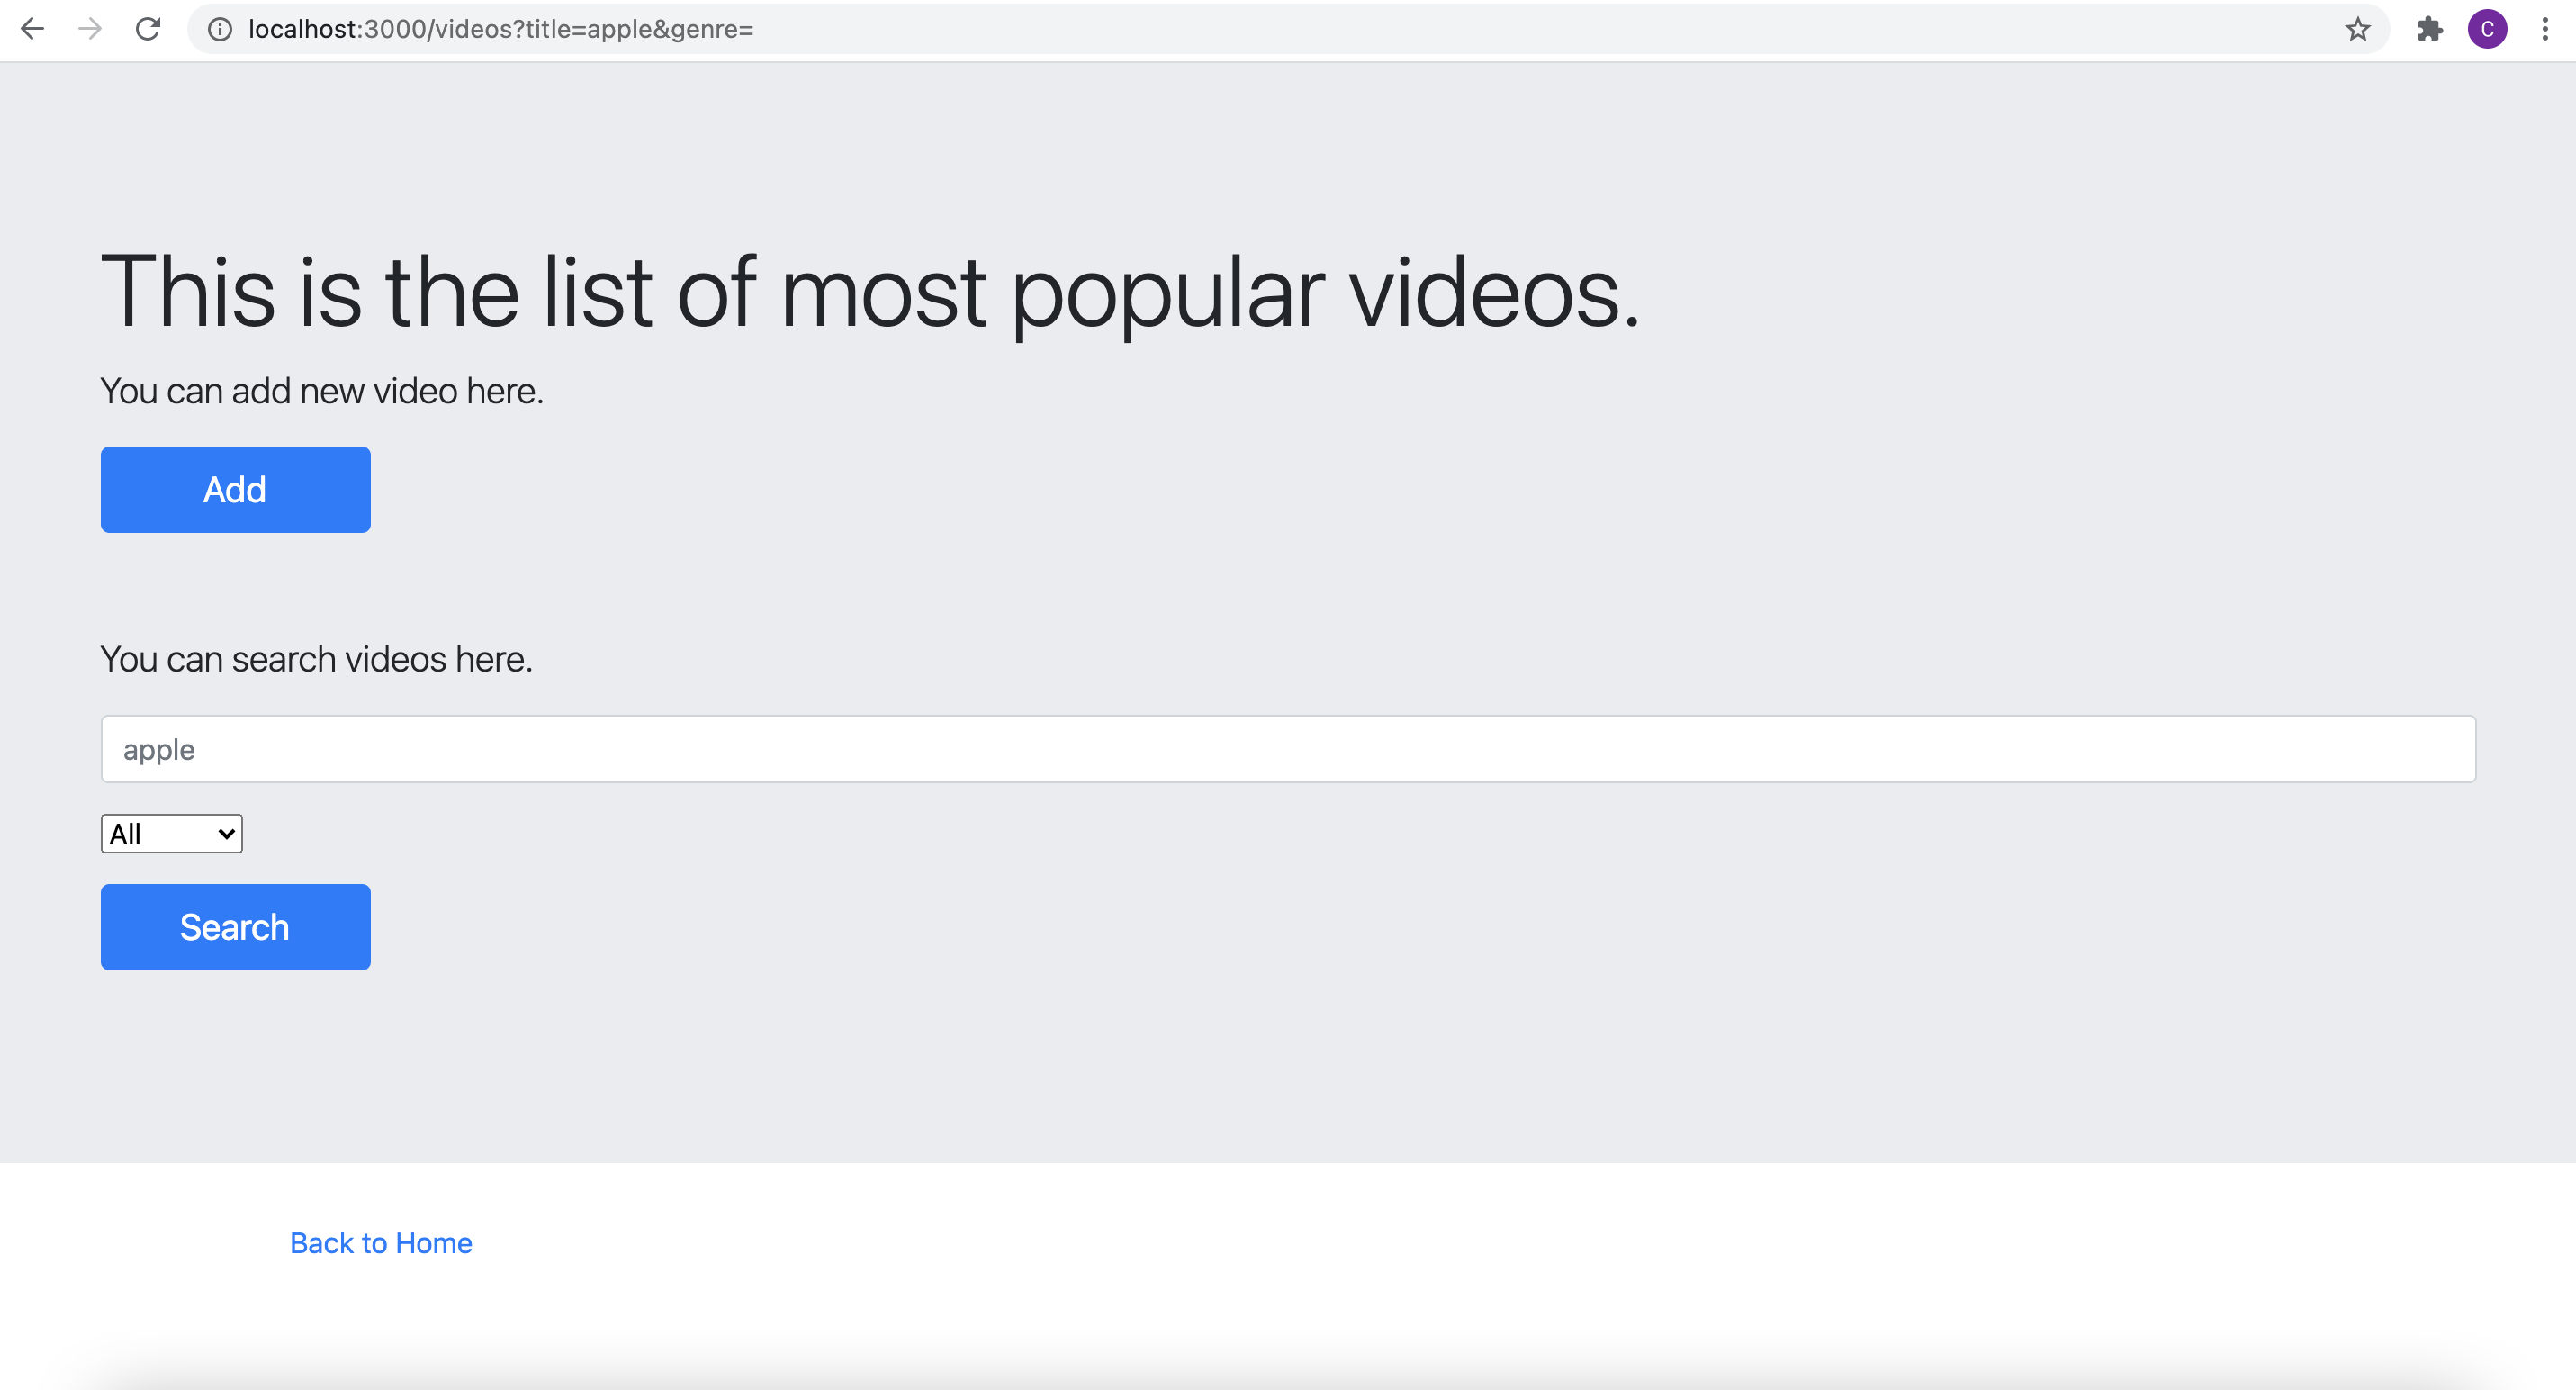 localhost:3000/videos?title=apple&genre=
C
This is the list of most popular videos.
You can add new video here.
Add
You can search videos here.
apple
All
Search
Back to Home